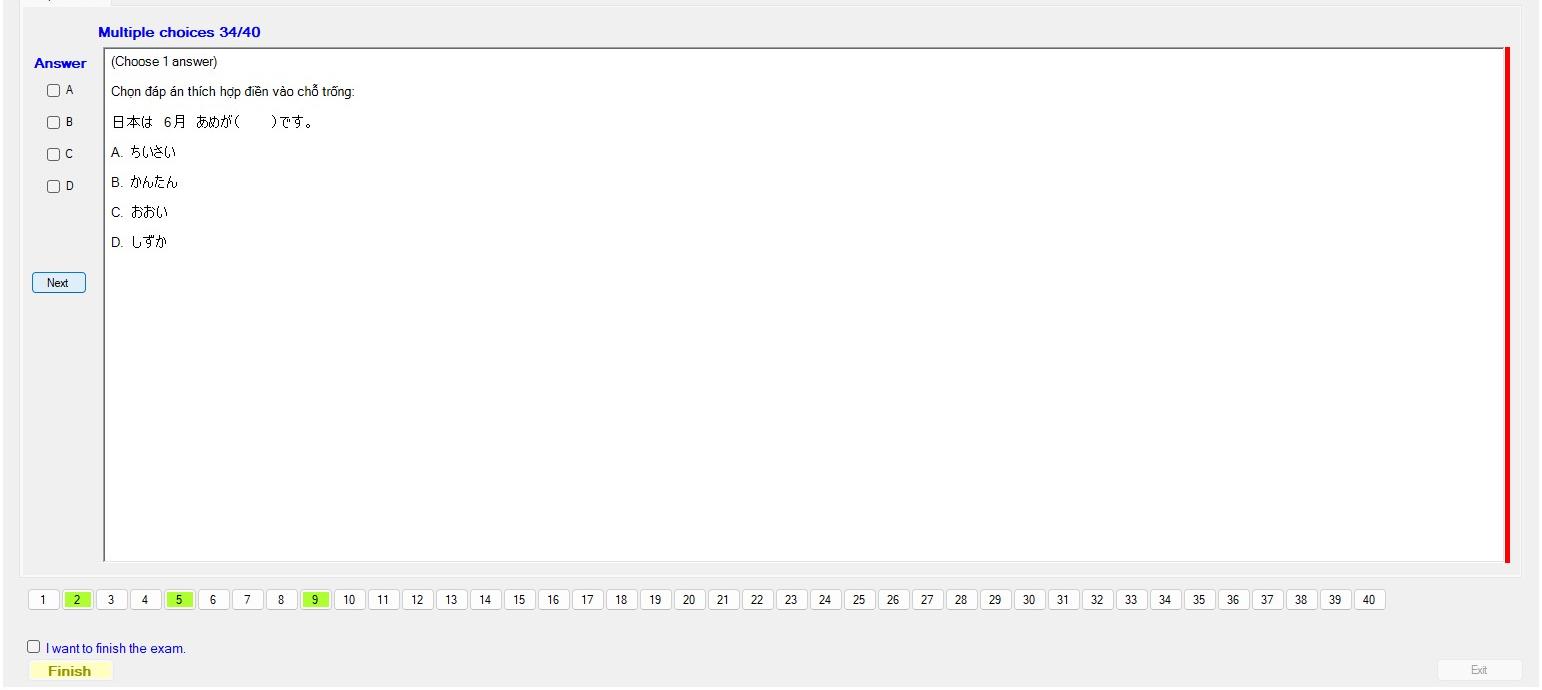 Multiple choices 34/40
Answer
A
B
C
D
Next
(Choose 1 answer)
Chọn đáp án thích hợp điền vào chỗ trống:
日本は 6月 あめが( )です。
A. ちいさい
B. かんたん
C. おおい
D. しずか
1 2 3 4 5 6 7 8 9 10 11 12 13 14 15 16 17 18 19 20 21 22 23 24 25 26 27 28 29 30 31 32 33 34 35 36 37 38 39 40
I want to finish the exam.
Finish
Exit